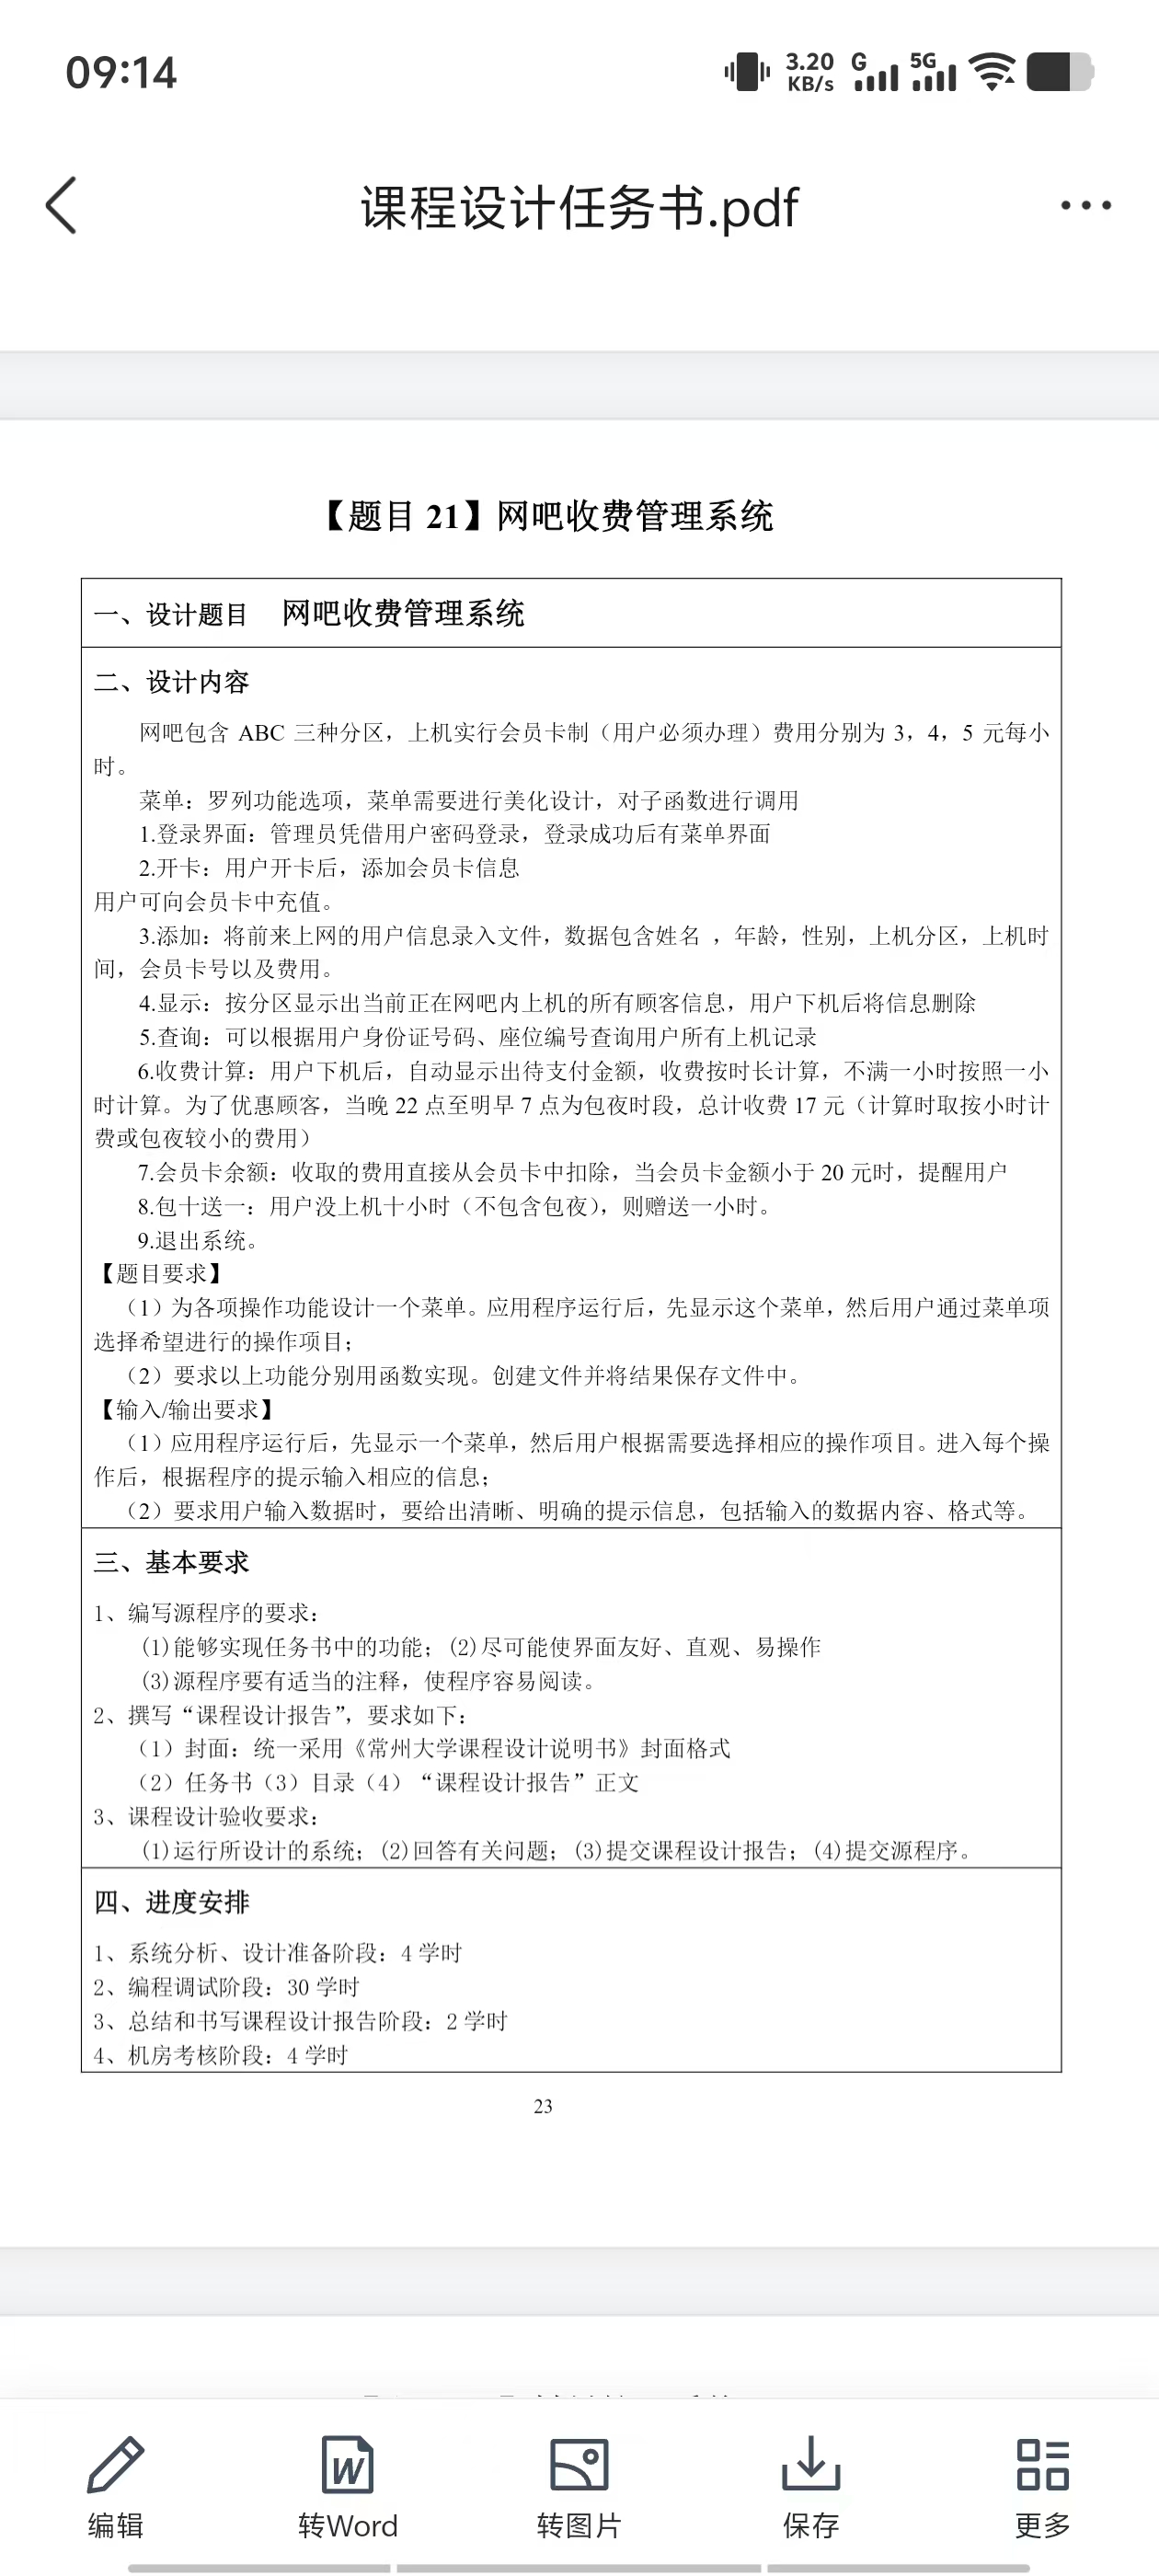 09:14
3.20 KB/s G 5G
课程设计任务书.pdf
【题目 21】网吧收费管理系统
一、设计题目 网吧收费管理系统
二、设计内容
网吧包含 ABC 三种分区，上机实行会员卡制（用户必须办理）费用分别为 3，4，5 元每小
时。
菜单：罗列功能选项，菜单需要进行美化设计，对子函数进行调用
1.登录界面：管理员凭借用户密码登录，登录成功后有菜单界面
2.开卡：用户开卡后，添加会员卡信息
用户可向会员卡中充值。
3.添加：将前来上网的用户信息录入文件，数据包含姓名 ，年龄，性别，上机分区，上机时
间，会员卡号以及费用。
4.显示：按分区显示出当前正在网吧内上机的所有顾客信息，用户下机后将信息删除
5.查询：可以根据用户身份证号码、座位编号查询用户所有上机记录
6.收费计算：用户下机后，自动显示出待支付金额，收费按时长计算，不满一小时按照一小
时计算。为了优惠顾客，当晚 22 点至明早 7 点为包夜时段，总计收费 17 元（计算时取按小时计
费或包夜较小的费用）
7.会员卡余额：收取的费用直接从会员卡中扣除，当会员卡金额小于 20 元时，提醒用户
8.包十送一：用户没上机十小时（不包含包夜），则赠送一小时。
9.退出系统。
【题目要求】
（1）为各项操作功能设计一个菜单。应用程序运行后，先显示这个菜单，然后用户通过菜单项
选择希望进行的操作项目；
（2）要求以上功能分别用函数实现。创建文件并将结果保存文件中。
【输入/输出要求】
（1）应用程序运行后，先显示一个菜单，然后用户根据需要选择相应的操作项目。进入每个操
作后，根据程序的提示输入相应的信息；
（2）要求用户输入数据时，要给出清晰、明确的提示信息，包括输入的数据内容、格式等。
三、基本要求
1、编写源程序的要求：
(1)能够实现任务书中的功能；(2)尽可能使界面友好、直观、易操作
(3)源程序要有适当的注释，使程序容易阅读。
2、撰写“课程设计报告”，要求如下：
（1）封面：统一采用《常州大学课程设计说明书》封面格式
（2）任务书（3）目录（4）“课程设计报告”正文
3、课程设计验收要求：
(1)运行所设计的系统；(2)回答有关问题；(3)提交课程设计报告；(4)提交源程序。
四、进度安排
1、系统分析、设计准备阶段：4 学时
2、编程调试阶段：30 学时
3、总结和书写课程设计报告阶段：2 学时
4、机房考核阶段：4 学时
23
编辑 转Word 转图片 保存 更多